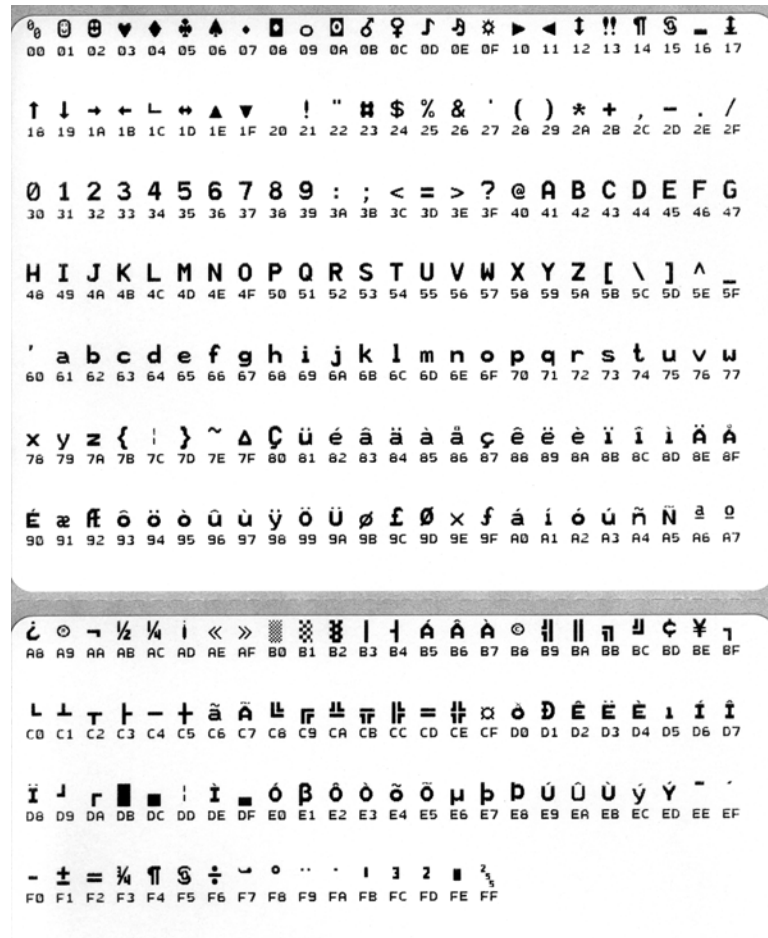 ⁰₀ ☺ ☻ ♥ ♦ ♣ ♠ • ◘ ○ ◙ ♂ ♀ ♪ ♫ ☼ ► ◄ ↕ ‼ ¶ § ▬ ↨
00 01 02 03 04 05 06 07 08 09 0A 0B 0C 0D 0E 0F 10 11 12 13 14 15 16 17
↑ ↓ → ← ∟ ↔ ▲ ▼ ! " # $ % & ' ( ) * + , - . /
18 19 1A 1B 1C 1D 1E 1F 20 21 22 23 24 25 26 27 28 29 2A 2B 2C 2D 2E 2F
0 1 2 3 4 5 6 7 8 9 : ; < = > ? @ A B C D E F G
30 31 32 33 34 35 36 37 38 39 3A 3B 3C 3D 3E 3F 40 41 42 43 44 45 46 47
H I J K L M N O P Q R S T U V W X Y Z [ \ ] ^ _
48 49 4A 4B 4C 4D 4E 4F 50 51 52 53 54 55 56 57 58 59 5A 5B 5C 5D 5E 5F
' a b c d e f g h i j k l m n o p q r s t u v w
60 61 62 63 64 65 66 67 68 69 6A 6B 6C 6D 6E 6F 70 71 72 73 74 75 76 77
x y z { ¦ } ~ Δ Ç ü é â ä à å ç ê ë è ï î ì Ä Å
78 79 7A 7B 7C 7D 7E 7F 80 81 82 83 84 85 86 87 88 89 8A 8B 8C 8D 8E 8F
É æ Æ ô ö ò û ù ÿ Ö Ü ø £ Ø × ƒ á í ó ú ñ Ñ ª º
90 91 92 93 94 95 96 97 98 99 9A 9B 9C 9D 9E 9F A0 A1 A2 A3 A4 A5 A6 A7
¿ ® ¬ ½ ¼ ¡ « » ░ ▒ ▓ │ ┤ Á Â À © ╣ ║ ╗ ╝ ¢ ¥ ┐
A8 A9 AA AB AC AD AE AF B0 B1 B2 B3 B4 B5 B6 B7 B8 B9 BA BB BC BD BE BF
└ ┴ ┬ ├ ─ ┼ ã Ã ╚ ╔ ╩ ╦ ╠ = ╬ ¤ ð Ð Ê Ë È ı Í Î
C0 C1 C2 C3 C4 C5 C6 C7 C8 C9 CA CB CC CD CE CF D0 D1 D2 D3 D4 D5 D6 D7
Ï ┘ ┌ █ ▄ ¦ Ì ▬ Ó β Ô Ò õ Õ µ þ Þ Ú Û Ù ý Ý ¯ ´
D8 D9 DA DB DC DD DE DF E0 E1 E2 E3 E4 E5 E6 E7 E8 E9 EA EB EC ED EE EF
- ± = ¾ ¶ § ÷ ¸ ° ¨ · ı 3 2 ■ ²₅₅
F0 F1 F2 F3 F4 F5 F6 F7 F8 F9 FA FB FC FD FE FF